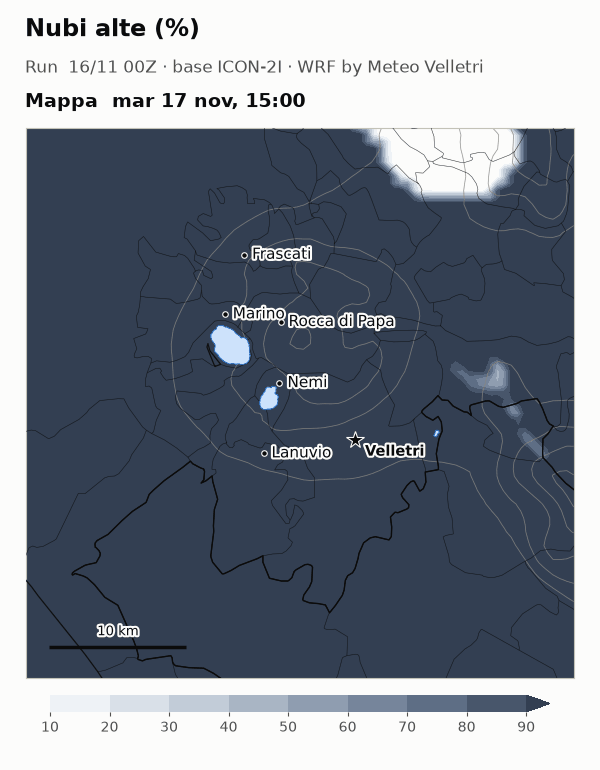 Nubi alte (%)
Run  16/11 00Z · base ICON-2I · WRF by Meteo Velletri
Mappa  mar 17 nov, 15:00
Frascati
Marino
Rocca di Papa
Nemi
Velletri
Lanuvio
10 km
10 20 30 40 50 60 70 80 90